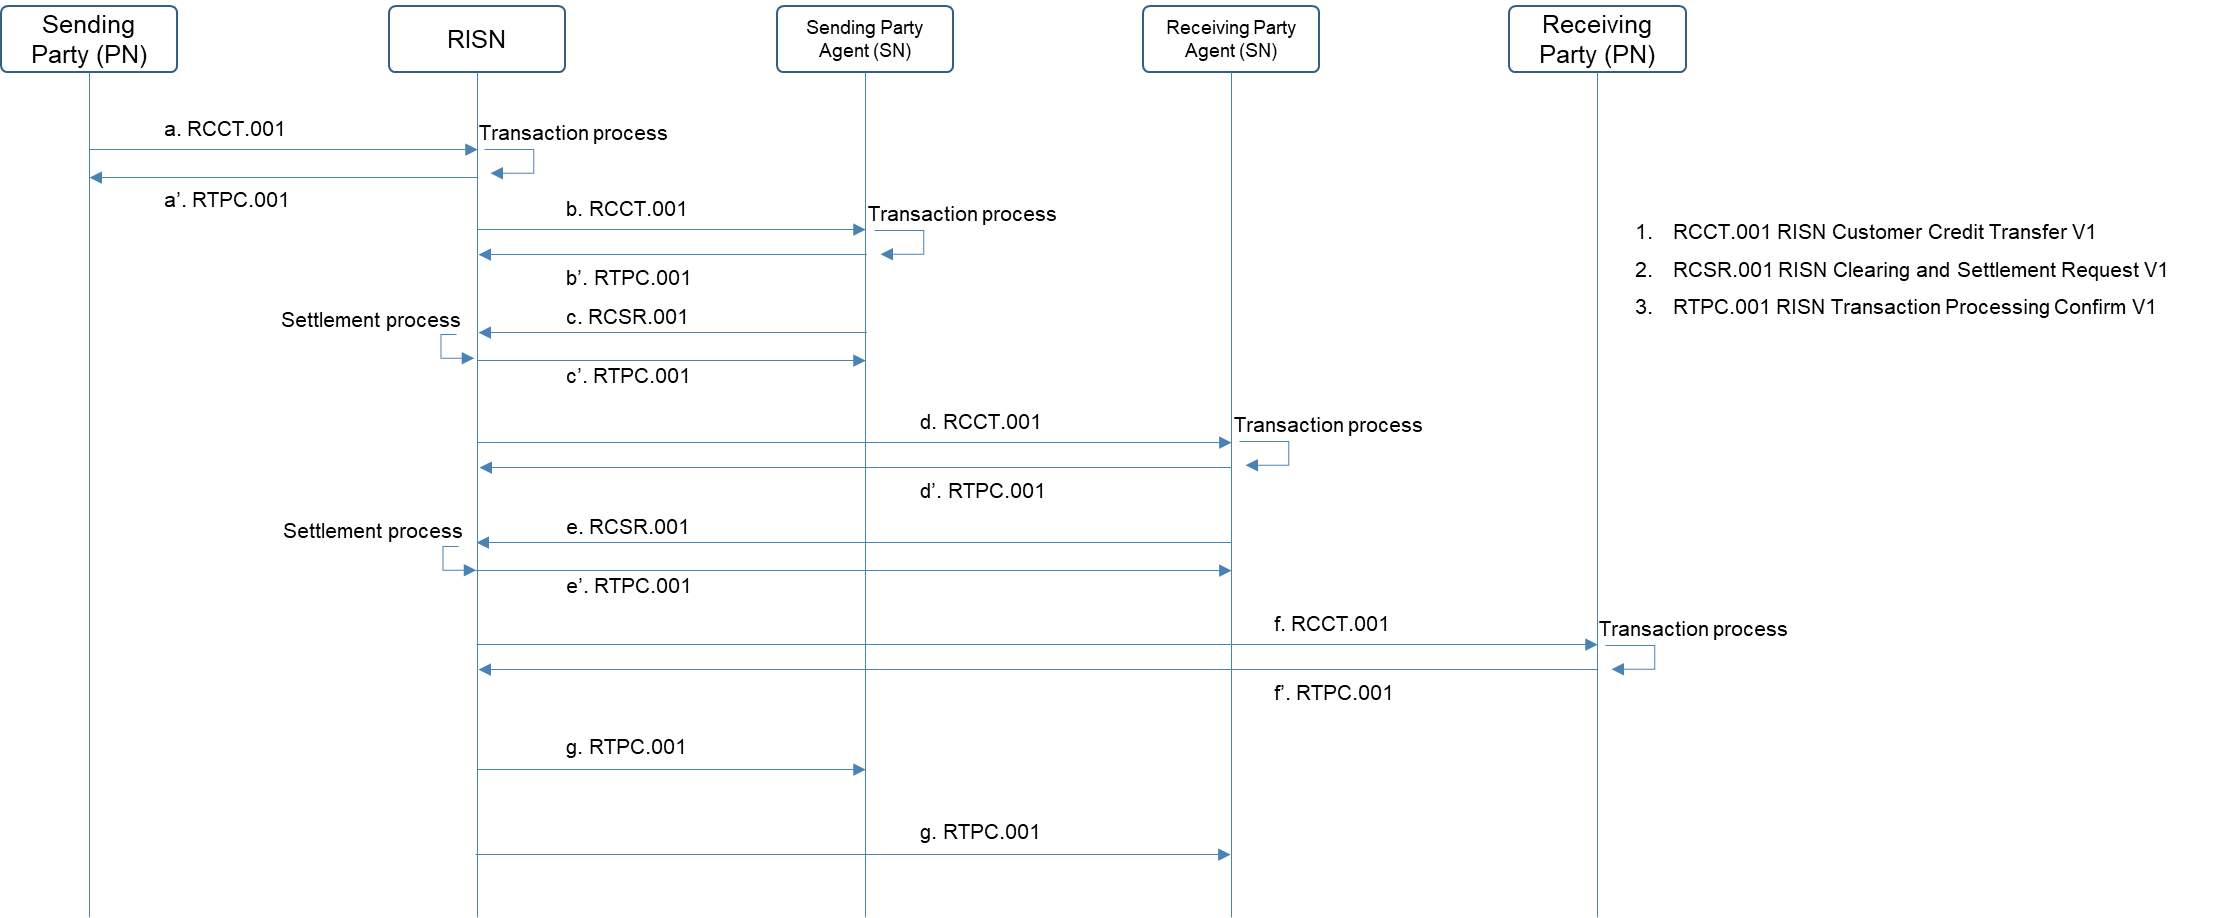 Sending
Party (PN)
RISN
Sending Party
Agent (SN)
Receiving Party
Agent (SN)
Receiving
Party (PN)
a. RCCT.001
Transaction process
a’. RTPC.001
b. RCCT.001
Transaction process
b’. RTPC.001
1. RCCT.001 RISN Customer Credit Transfer V1
2. RCSR.001 RISN Clearing and Settlement Request V1
3. RTPC.001 RISN Transaction Processing Confirm V1
Settlement process
c. RCSR.001
c’. RTPC.001
d. RCCT.001
Transaction process
d’. RTPC.001
Settlement process
e. RCSR.001
e’. RTPC.001
f. RCCT.001
Transaction process
f’. RTPC.001
g. RTPC.001
g. RTPC.001